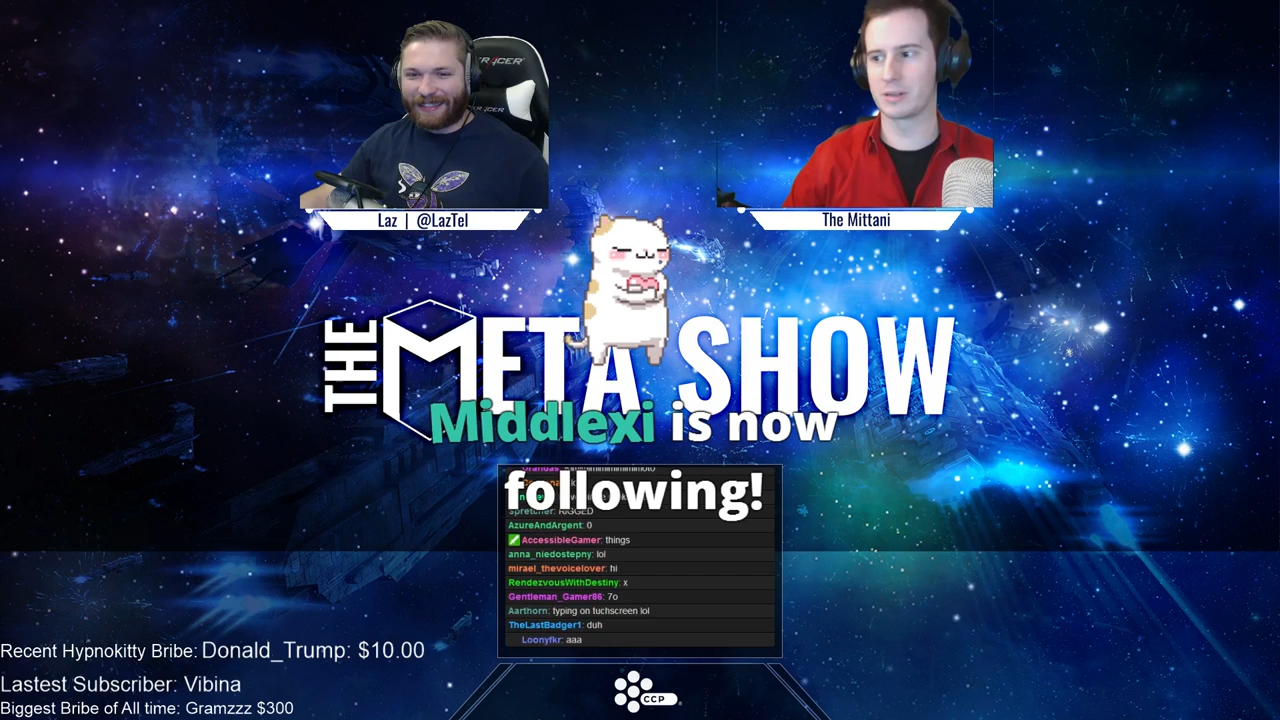 RACER
RACER
Laz | @LazTel
The Mittani
THE META SHOW
Middlexi is now
following!
Spretcher: RIGGED
AzureAndArgent: 0
AccessibleGamer: things
anna_niedostepny: lol
mirael_thevoicelover: hi
RendezvousWithDestiny: x
Gentleman_Gamer86: 7o
Aarthorn: typing on tuchscreen lol
TheLastBadger1: duh
Loonyfkr: aaa
Recent Hypnokitty Bribe: Donald_Trump: $10.00
Lastest Subscriber: Vibina
Biggest Bribe of All time: Gramzzz $300
CCP